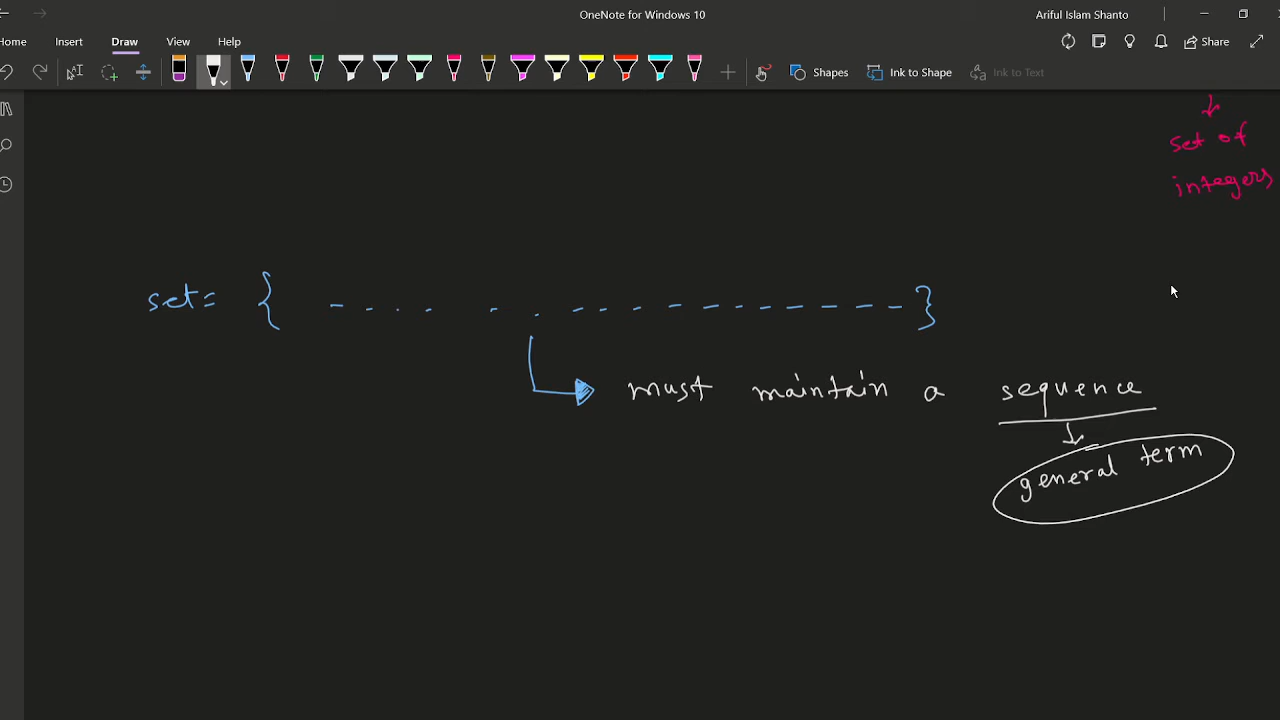 OneNote for Windows 10
Ariful Islam Shanto
Home Insert Draw View Help
Share
Shapes
Ink to Shape
Ink to Text
set of
integers
set= { - . . . - . - - - - - - - - - - - }
must maintain a sequence
general term